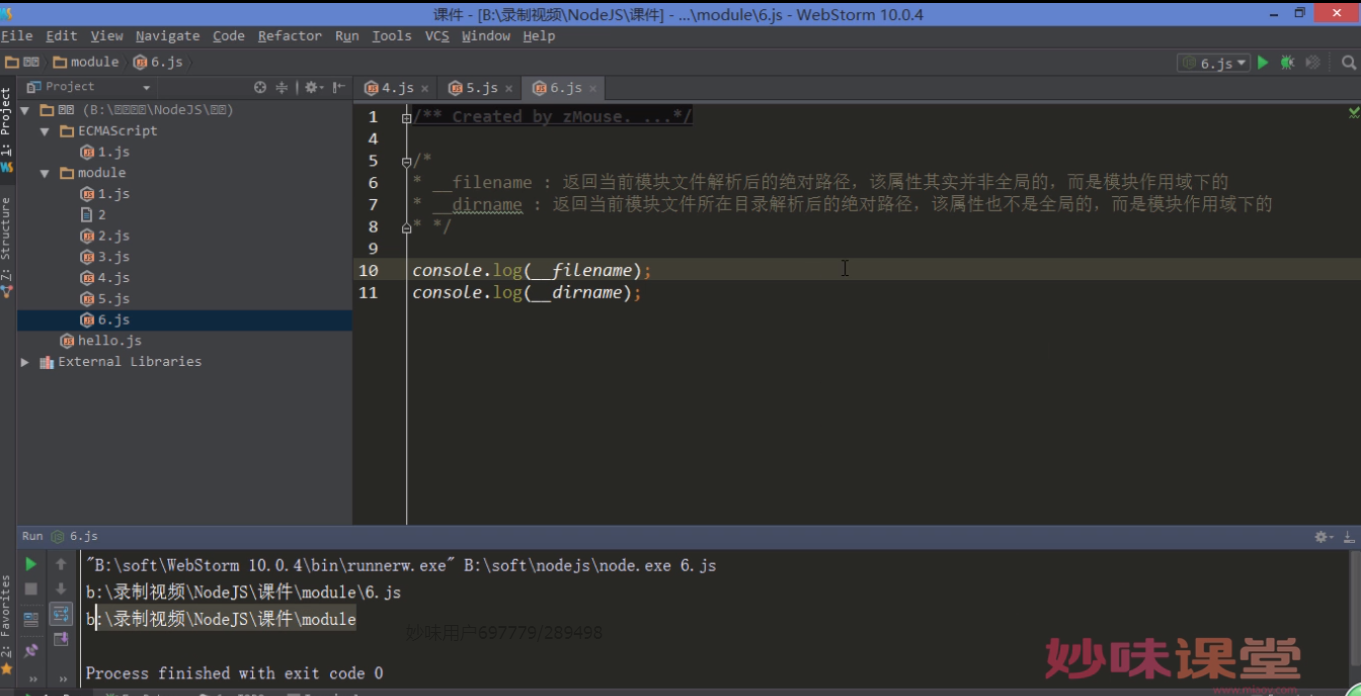 课件 - [B:\录制视频\NodeJS\课件] - ...\module\6.js - WebStorm 10.0.4
File Edit View Navigate Code Refactor Run Tools VCS Window Help
module 6.js
6.js
Project
4.js 5.js 6.js
1: Project
(B:\ \NodeJS\ )
ECMAScript
1.js
module
1.js
2
2.js
3.js
4.js
5.js
6.js
hello.js
External Libraries
7: Structure
1 /** Created by zMouse. ...*/
4
5 /*
6 * __filename : 返回当前模块文件解析后的绝对路径，该属性其实并非全局的，而是模块作用域下的
7 * __dirname : 返回当前模块文件所在目录解析后的绝对路径，该属性也不是全局的，而是模块作用域下的
8 * */
9
10 console.log(__filename);
11 console.log(__dirname);
Run 6.js
2: Favorites
"B:\soft\WebStorm 10.0.4\bin\runnerw.exe" B:\soft\nodejs\node.exe 6.js
b:\录制视频\NodeJS\课件\module\6.js
b:\录制视频\NodeJS\课件\module
妙味用户697779/289498
Process finished with exit code 0
妙味课堂